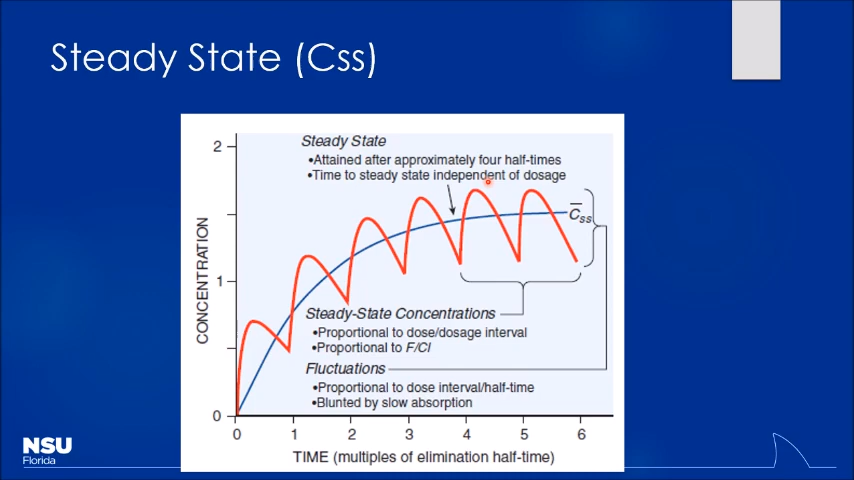 Steady State (Css)
Steady State
•Attained after approximately four half-times
•Time to steady state independent of dosage
2
1
0
CONCENTRATION
C̅ss
Steady-State Concentrations
•Proportional to dose/dosage interval
•Proportional to F/Cl
Fluctuations
•Proportional to dose interval/half-time
•Blunted by slow absorption
0 1 2 3 4 5 6
TIME (multiples of elimination half-time)
NSU
Florida